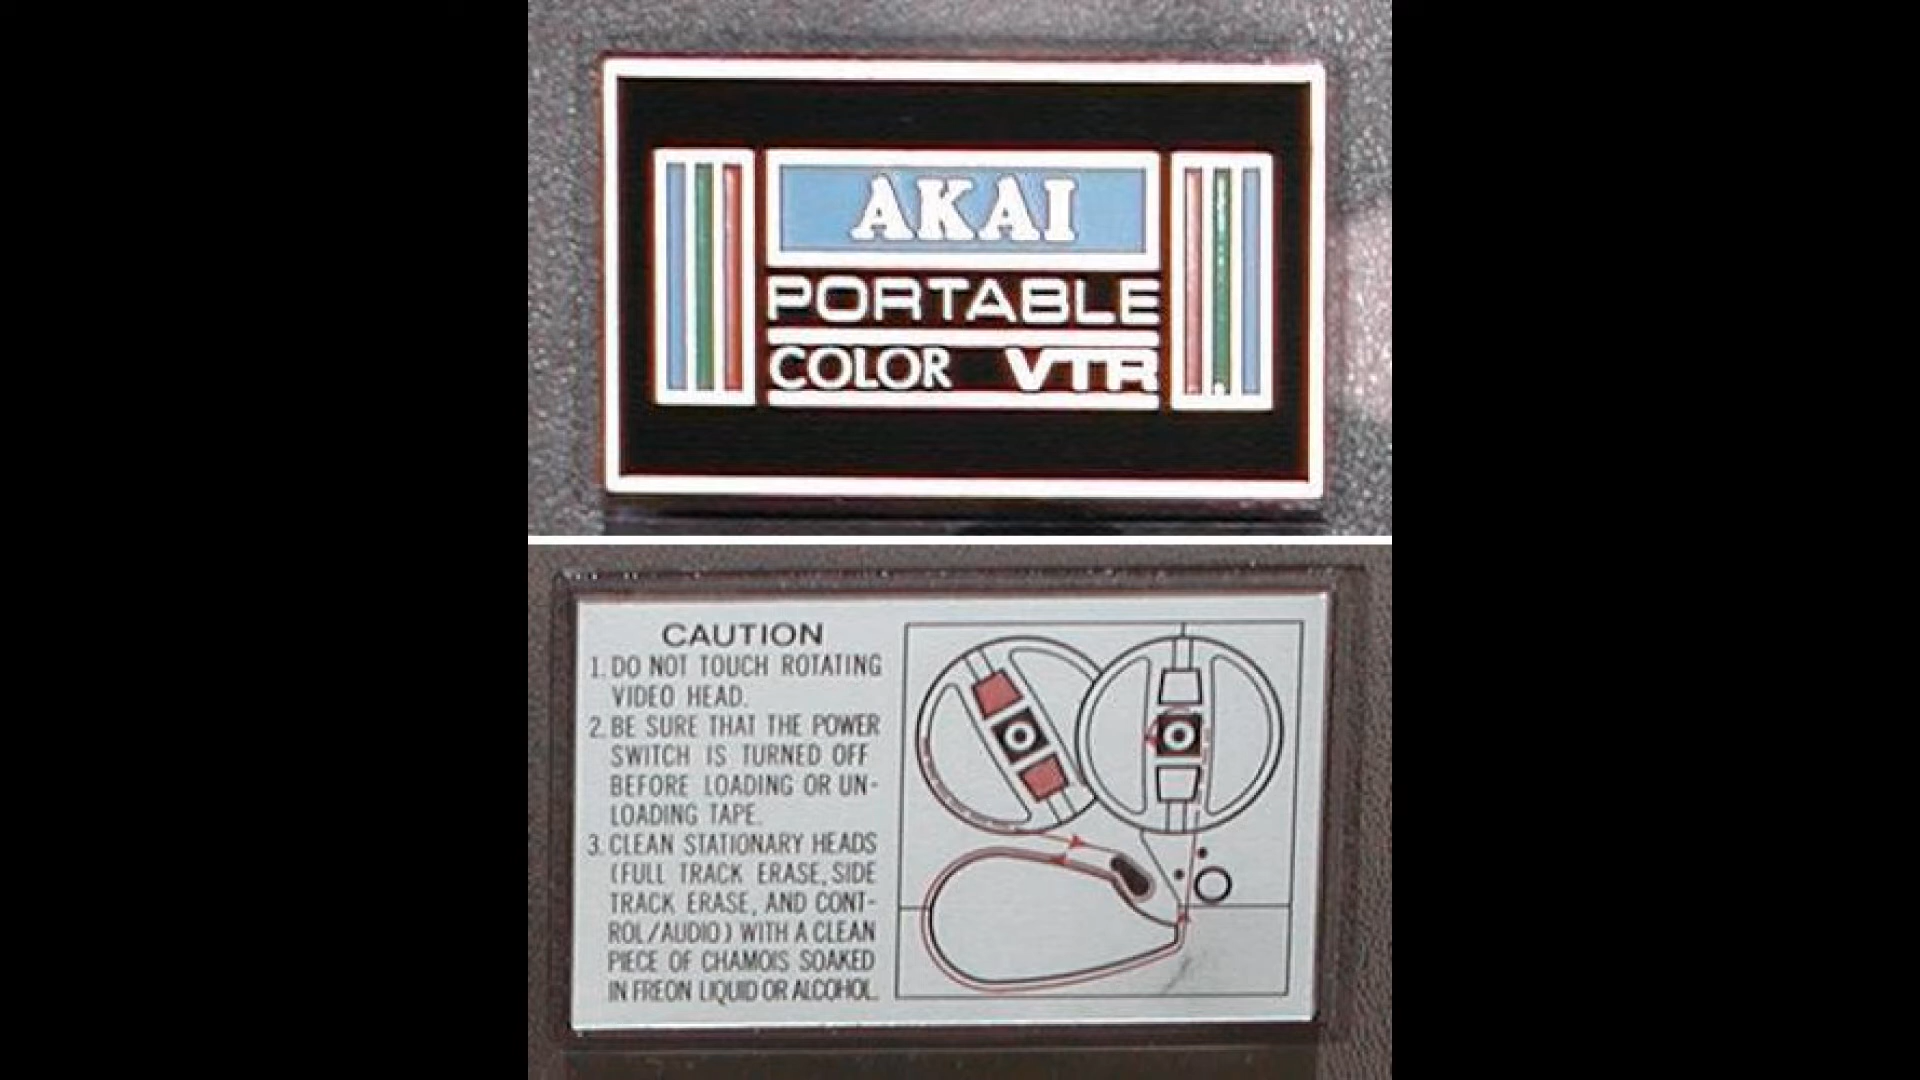 AKAI
PORTABLE
COLOR VTR
CAUTION
1. DO NOT TOUCH ROTATING
VIDEO HEAD.
2. BE SURE THAT THE POWER
SWITCH IS TURNED OFF
BEFORE LOADING OR UN-
LOADING TAPE.
3. CLEAN STATIONARY HEADS
(FULL TRACK ERASE, SIDE
TRACK ERASE, AND CONT-
ROL/AUDIO) WITH A CLEAN
PIECE OF CHAMOIS SOAKED
IN FREON LIQUID OR ALCOHOL.